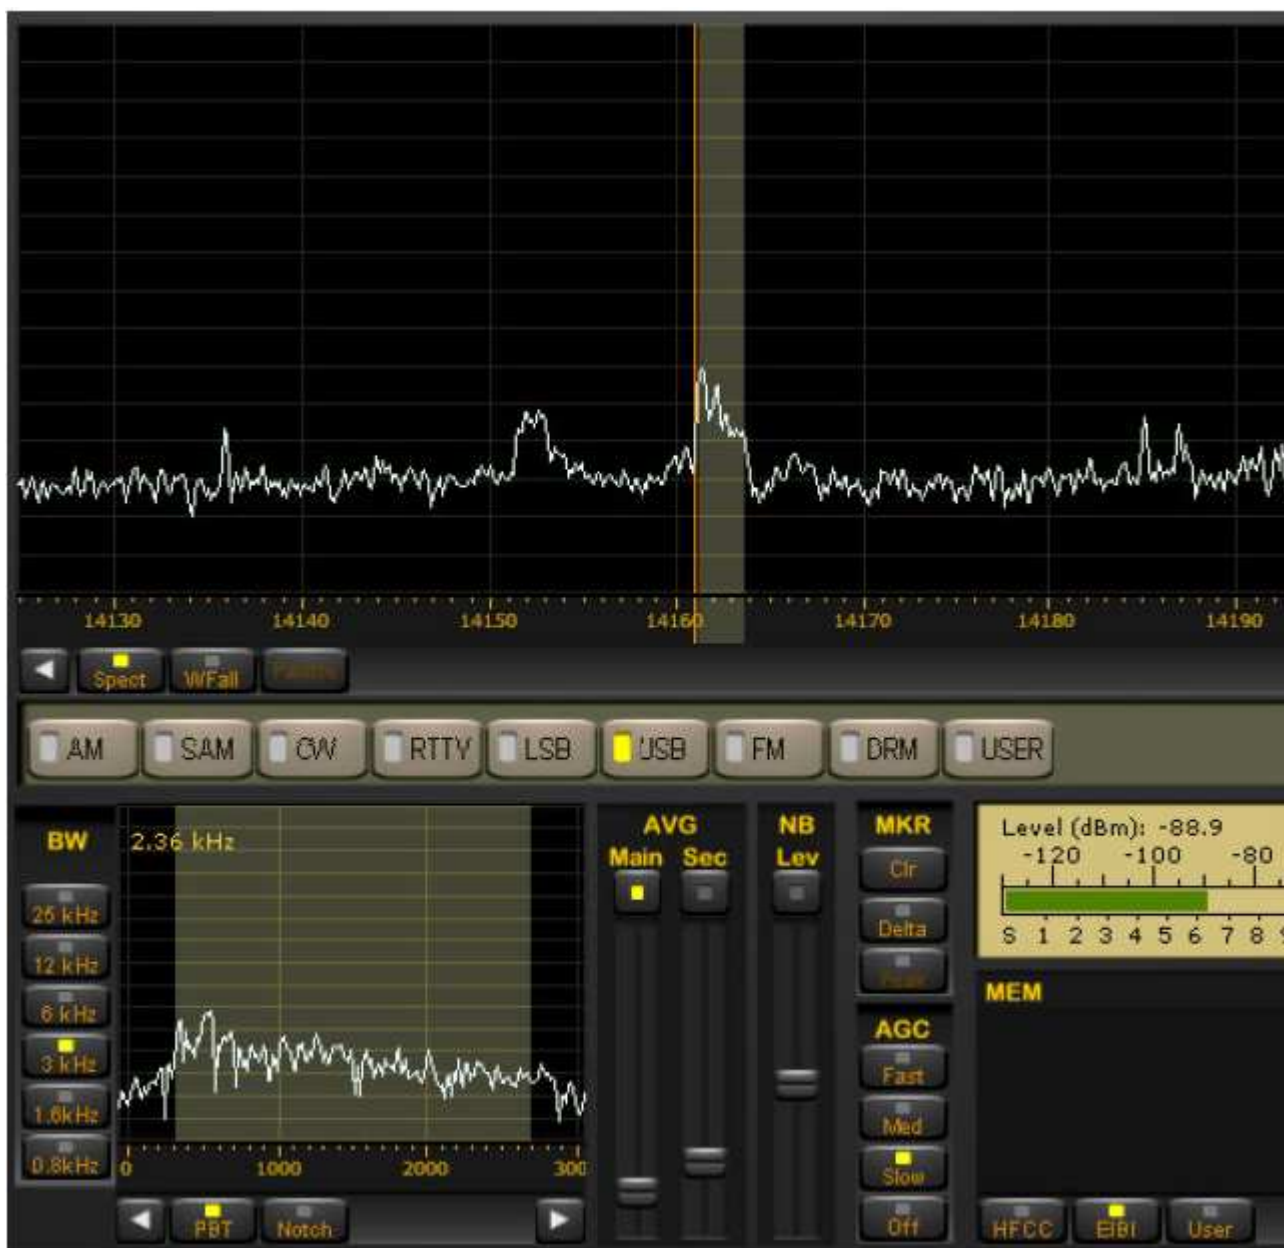 14130 14140 14150 14160 14170 14180 14190
Spect WFall
AM SAM CW RTTY LSB USB FM DRM USER
BW
2.36 kHz
AVG
Main Sec
NB
Lev
MKR
Level (dBm): -88.9
-120 -100 -80
S 1 2 3 4 5 6 7 8
Clr
Delta
Peak
25 kHz
12 kHz
6 kHz
3 kHz
1.6kHz
0.8kHz
0 1000 2000 300
PBT Notch
AGC
Fast
Med
Slow
Off
MEM
HFCC EIBI User